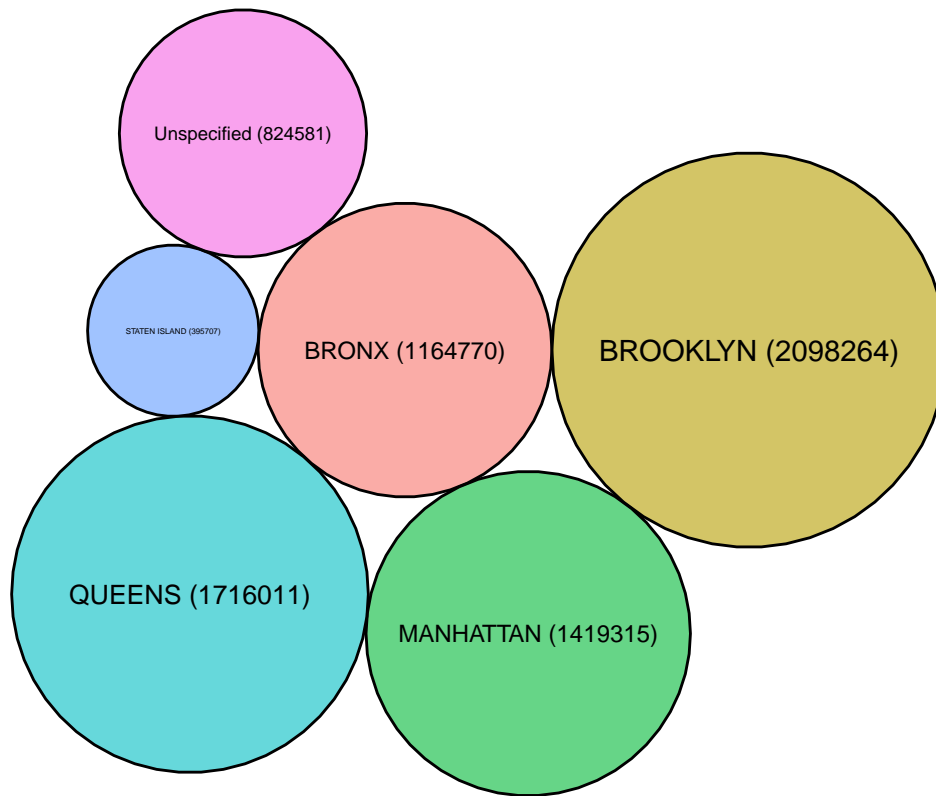 Unspecified (824581)
STATEN ISLAND (395707)
BRONX (1164770)
BROOKLYN (2098264)
QUEENS (1716011)
MANHATTAN (1419315)